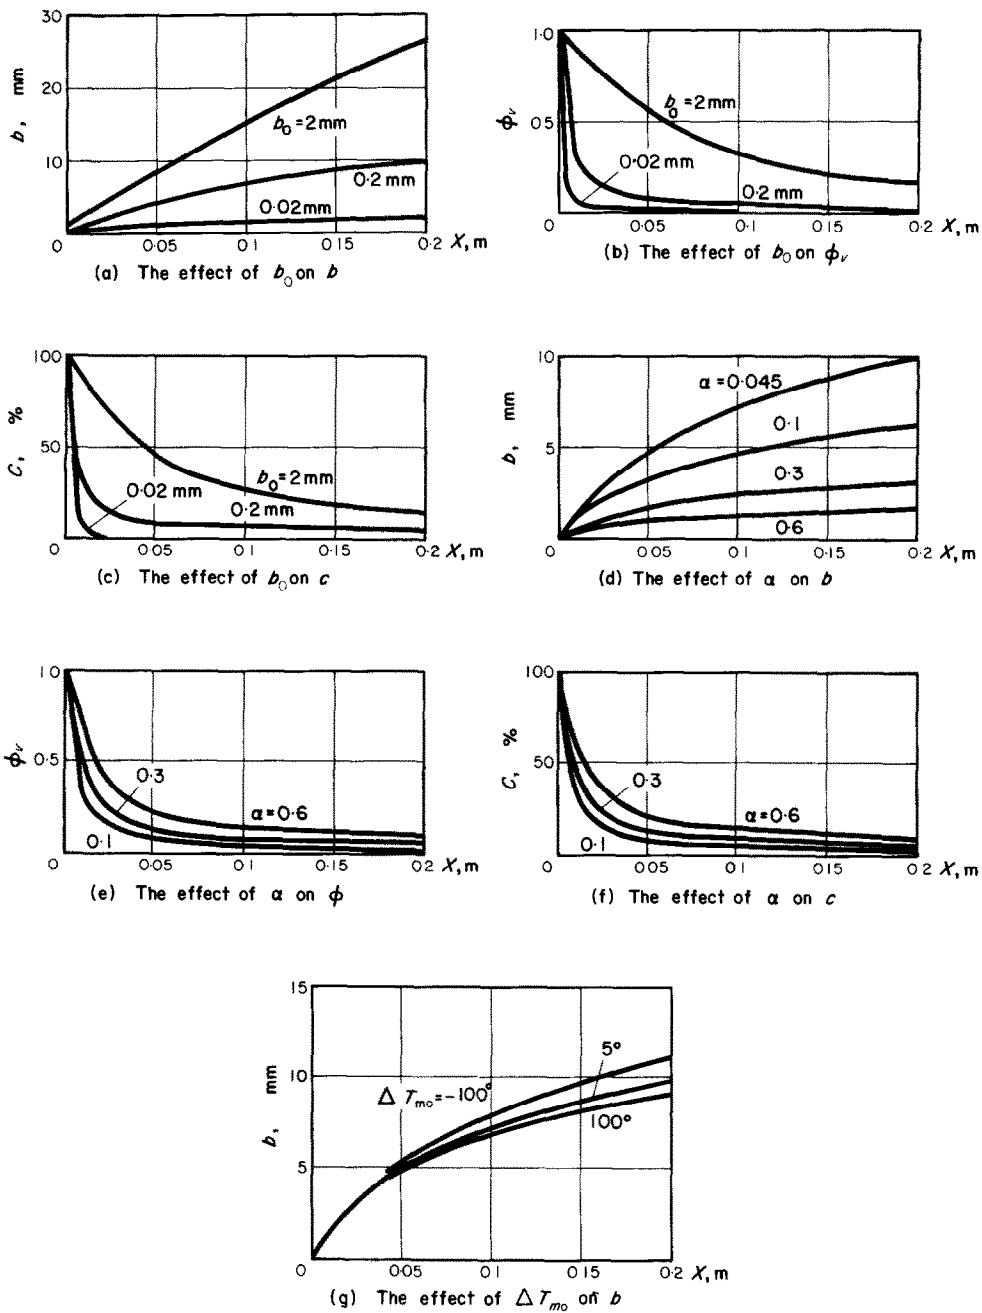 30
20
10
0
b, mm
b₀=2mm
0·2mm
0·02mm
0·05
0·1
0·15
0·2 X, m
(a) The effect of b₀ on b
1·0
0·5
0
ϕᵥ
b₀=2mm
0·02mm
0·2 mm
0·05
0·1
0·15
0·2 X, m
(b) The effect of b₀ on ϕᵥ
100
50
0
C, %
b₀=2mm
0·02 mm
0·2 mm
0·05
0·1
0·15
0·2 X, m
(c) The effect of b₀ on c
10
5
0
b, mm
α=0·045
0·1
0·3
0·6
0·05
0·1
0·15
0·2 X, m
(d) The effect of α on b
1·0
0·5
0
ϕᵥ
0·3
α=0·6
0·1
0·05
0·1
0·15
0·2 X, m
(e) The effect of α on ϕ
100
50
0
C, %
0·3
α=0·6
0·1
0·05
0·1
0·15
0·2 X, m
(f) The effect of α on c
15
10
5
0
b, mm
5°
Δ Tₘₒ=-100°
100°
0·05
0·1
0·15
0·2 X, m
(g) The effect of Δ Tₘₒ on b